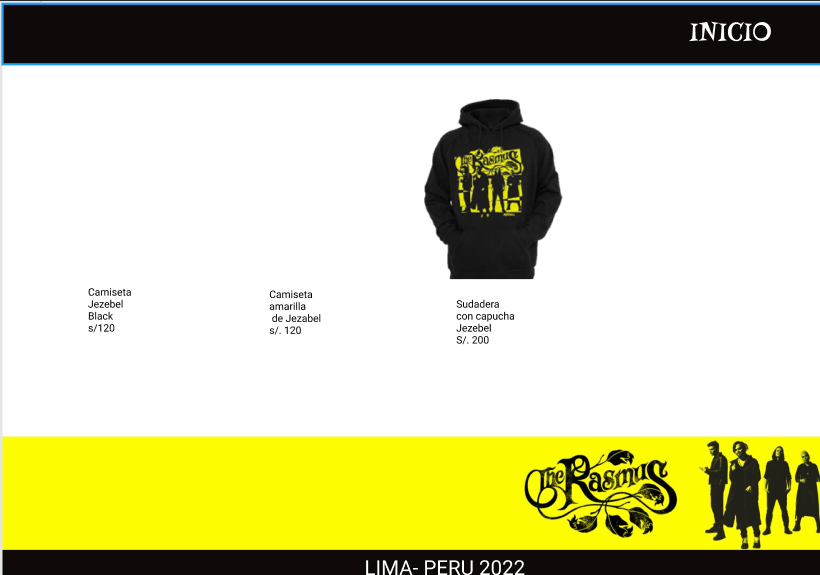 INICIO
The Rasmus
Camiseta
Jezebel
Black
s/120
Camiseta
amarilla
de Jezabel
s/. 120
Sudadera
con capucha
Jezebel
S/. 200
The Rasmus
LIMA- PERU 2022